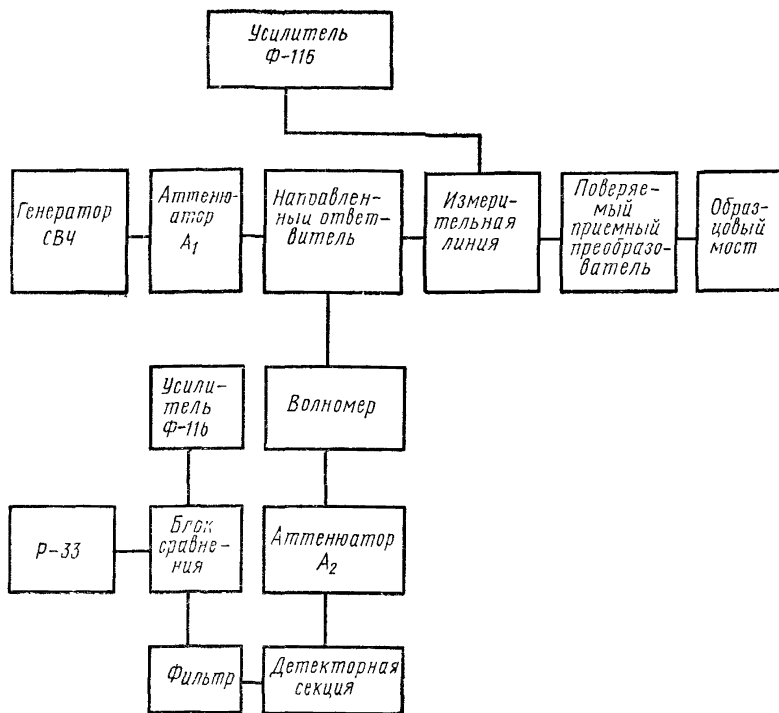 Усилитель
Ф-116
Генератор
СВЧ
Аттеню-
атор
А1
Направлен-
ный ответ-
витель
Измери-
тельная
линия
Поверяе-
мый
приемный
преобразо-
ватель
Образ-
цовый
мост
Усили-
тель
Ф-116
Волномер
Р-33
Блок
сравне-
ния
Аттенюатор
А2
Фильтр
Детекторная
секция